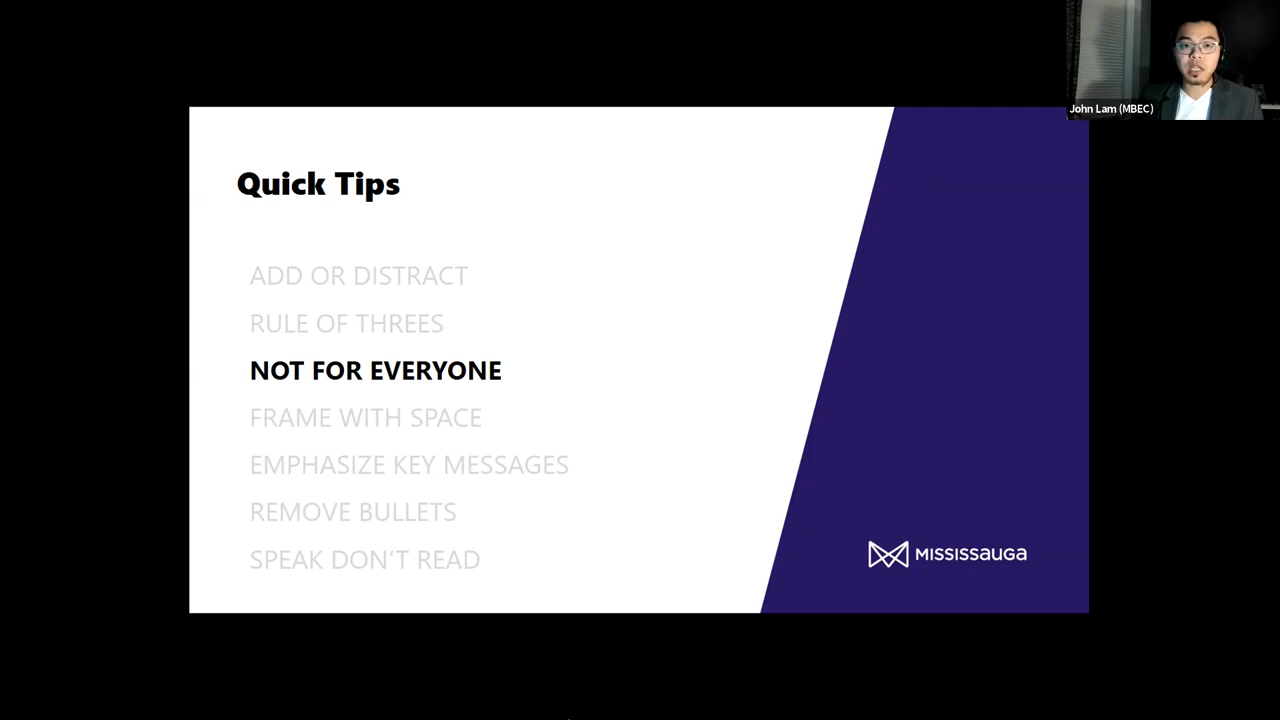 John Lam (MBEC)
Quick Tips
ADD OR DISTRACT
RULE OF THREES
NOT FOR EVERYONE
FRAME WITH SPACE
EMPHASIZE KEY MESSAGES
REMOVE BULLETS
SPEAK DON'T READ
MISSISSAUGA